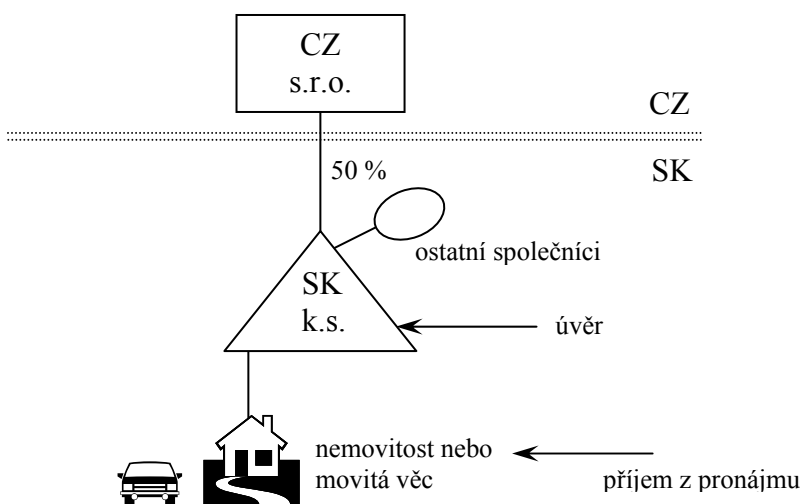 CZ
s.r.o.
CZ
50 %
SK
ostatní společníci
SK
k.s.
úvěr
nemovitost nebo
movitá věc
příjem z pronájmu